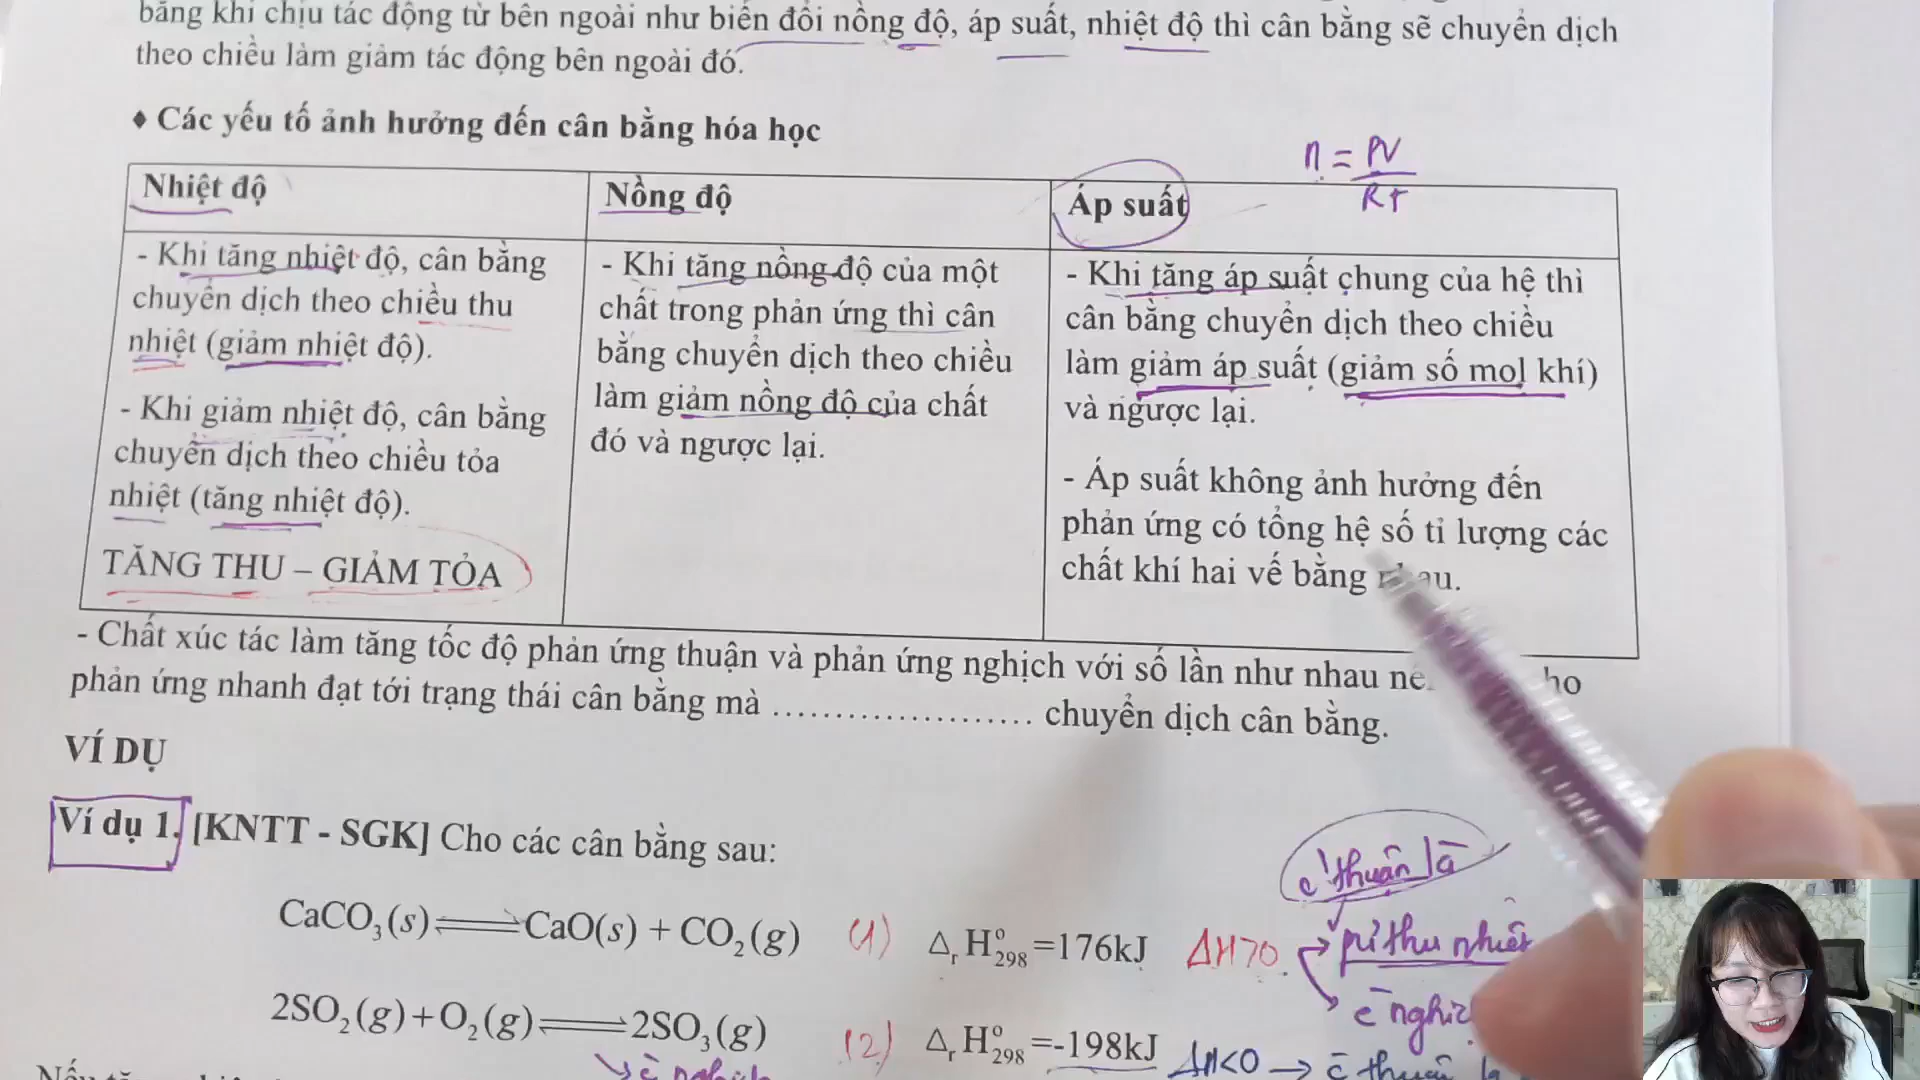 bằng khi chịu tác động từ bên ngoài như biến đổi nồng độ, áp suất, nhiệt độ thì cân bằng sẽ chuyển dịch
theo chiều làm giảm tác động bên ngoài đó.
♦ Các yếu tố ảnh hưởng đến cân bằng hóa học
n = PV
RT
Nhiệt độ
- Khi tăng nhiệt độ, cân bằng
chuyển dịch theo chiều thu
nhiệt (giảm nhiệt độ).
- Khi giảm nhiệt độ, cân bằng
chuyển dịch theo chiều tỏa
nhiệt (tăng nhiệt độ).
TĂNG THU – GIẢM TỎA
Nồng độ
- Khi tăng nồng độ của một
chất trong phản ứng thì cân
bằng chuyển dịch theo chiều
làm giảm nồng độ của chất
đó và ngược lại.
Áp suất
- Khi tăng áp suất chung của hệ thì
cân bằng chuyển dịch theo chiều
làm giảm áp suất (giảm số mol khí)
và ngược lại.
- Áp suất không ảnh hưởng đến
phản ứng có tổng hệ số tỉ lượng các
chất khí hai vế bằng
- Chất xúc tác làm tăng tốc độ phản ứng thuận và phản ứng nghịch với số lần như nhau
phản ứng nhanh đạt tới trạng thái cân bằng mà ..................... chuyển dịch cân bằng.
VÍ DỤ
Ví dụ 1. [KNTT - SGK] Cho các cân bằng sau:
c' thuận là
CaCO₃(s) ⇌ CaO(s) + CO₂(g) (1) ΔᵣH°₂₉₈ =176kJ ΔH>0 → pứ thu nhiệt
2SO₂(g)+O₂(g) ⇌ 2SO₃(g) (2) ΔᵣH°₂₉₈ =-198kJ ΔH<0 → c thuận là